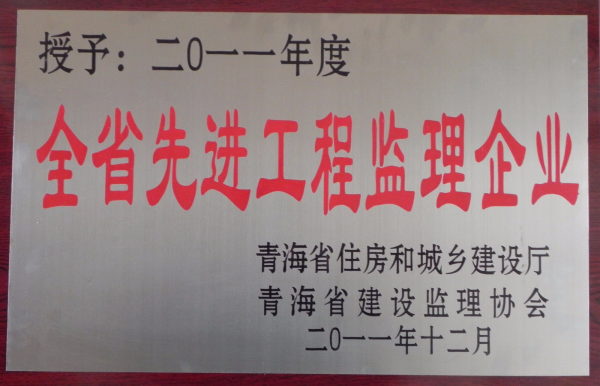 授予：二0一一年度
全省先进工程监理企业
青海省住房和城乡建设厅
青海省建设监理协会
二0一一年十二月